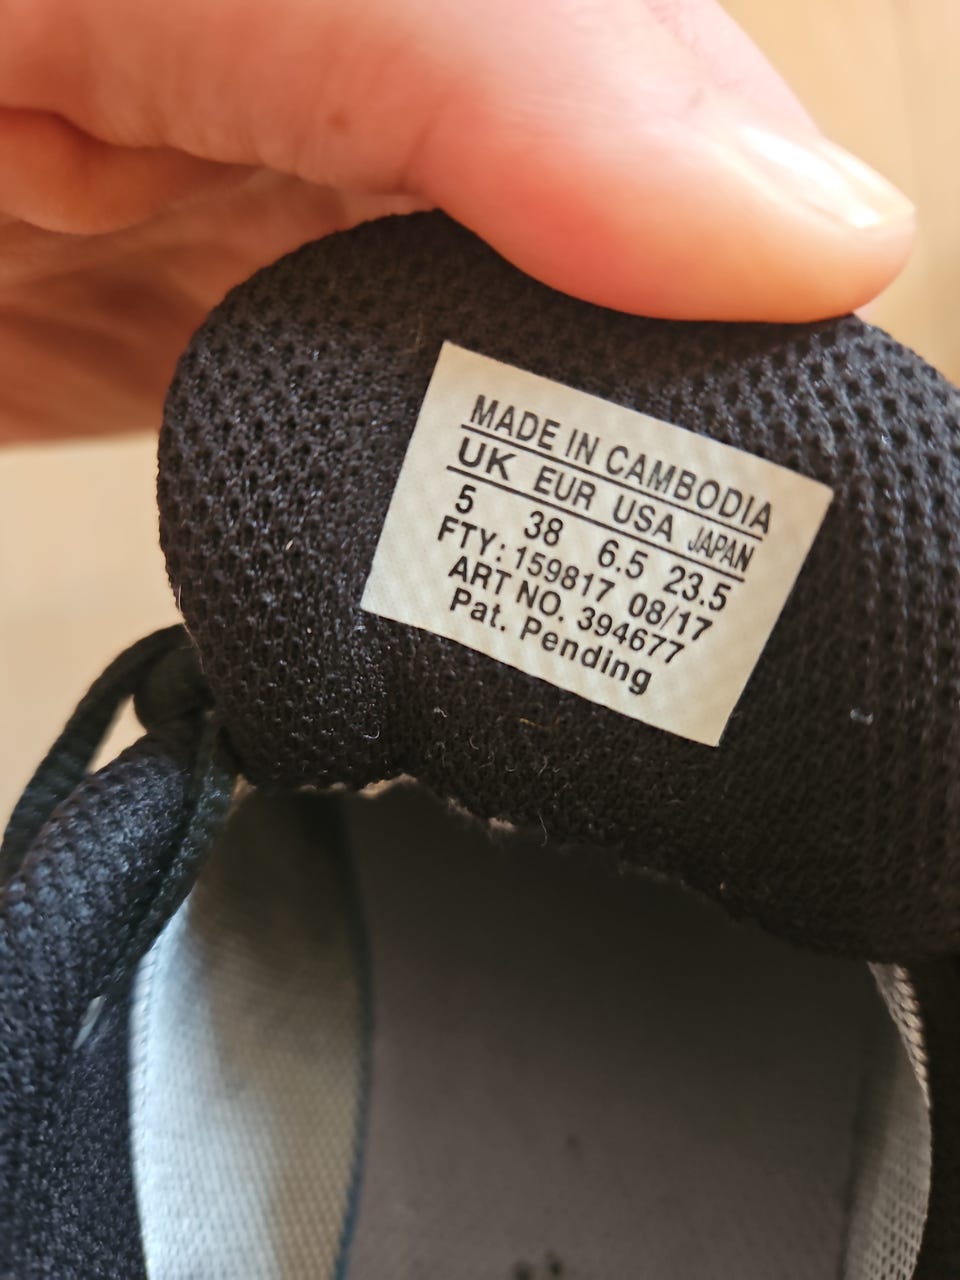 MADE IN CAMBODIA
UK EUR USA JAPAN
5 38 6.5 23.5
FTY: 159817 08/17
ART NO. 394677
Pat. Pending